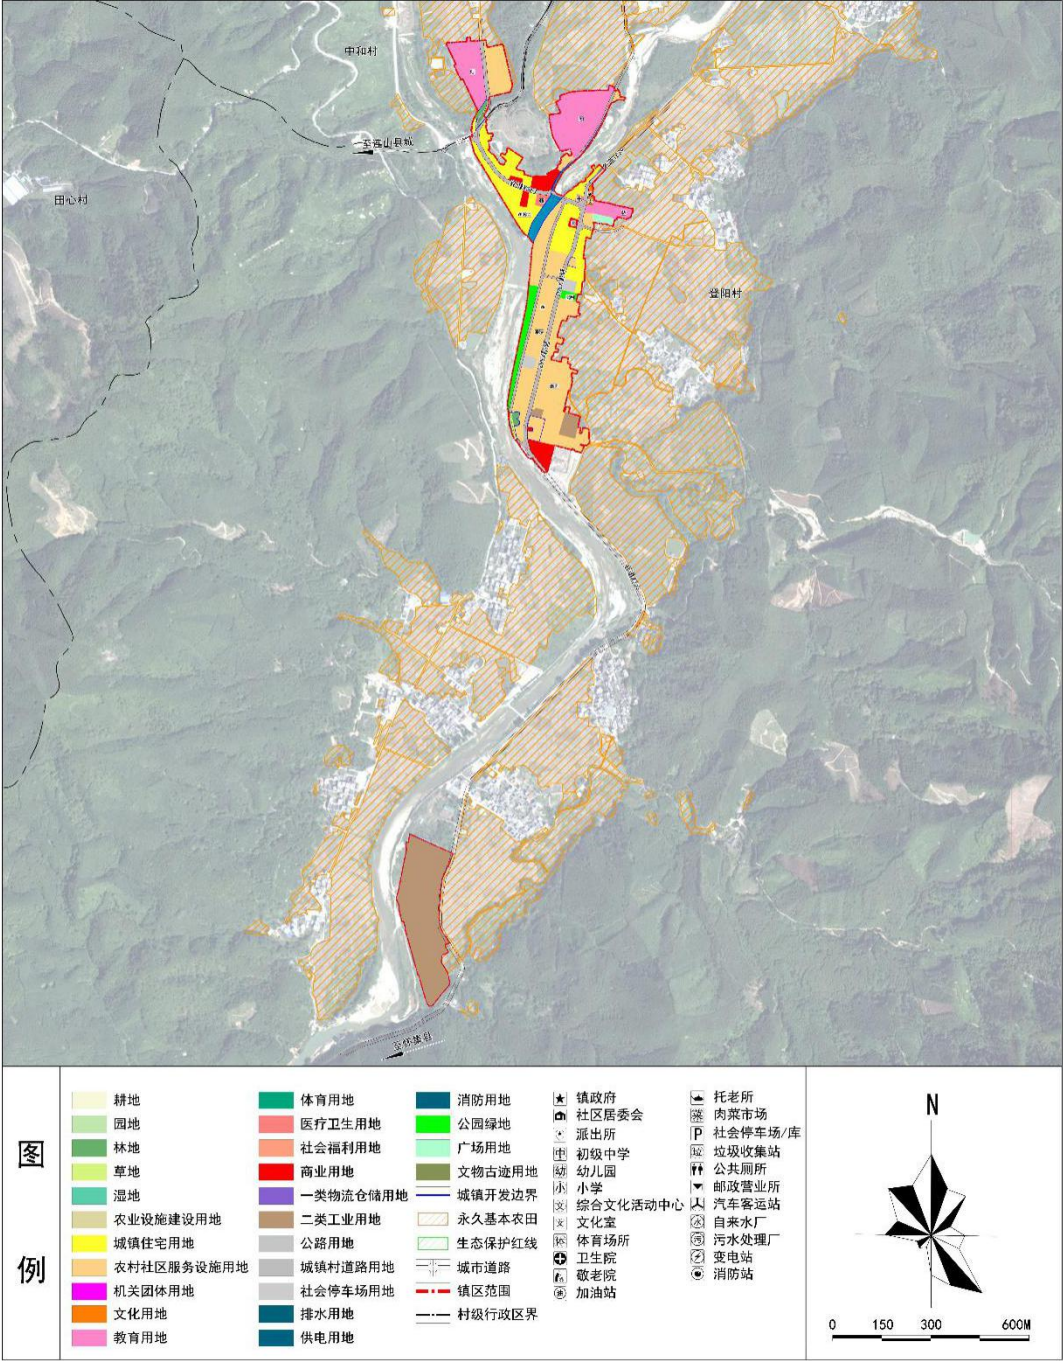 中和村
至连山县城
田心村
登阳村
至怀集县
图例
耕地
园地
林地
草地
湿地
农业设施建设用地
城镇住宅用地
农村社区服务设施用地
机关团体用地
文化用地
教育用地
体育用地
医疗卫生用地
社会福利用地
商业用地
一类物流仓储用地
二类工业用地
公路用地
城镇村道路用地
社会停车场用地
排水用地
供电用地
消防用地
公园绿地
广场用地
文物古迹用地
城镇开发边界
永久基本农田
生态保护红线
城市道路
镇区范围
村级行政区界
镇政府
社区居委会
派出所
中 初级中学
幼 幼儿园
小 小学
文 综合文化活动中心
文化室
体育场所
卫生院
敬老院
加油站
托老所
肉菜市场
P 社会停车场/库
垃圾收集站
公共厕所
邮政营业所
汽车客运站
自来水厂
污水处理厂
变电站
消防站
N
0 150 300 600M